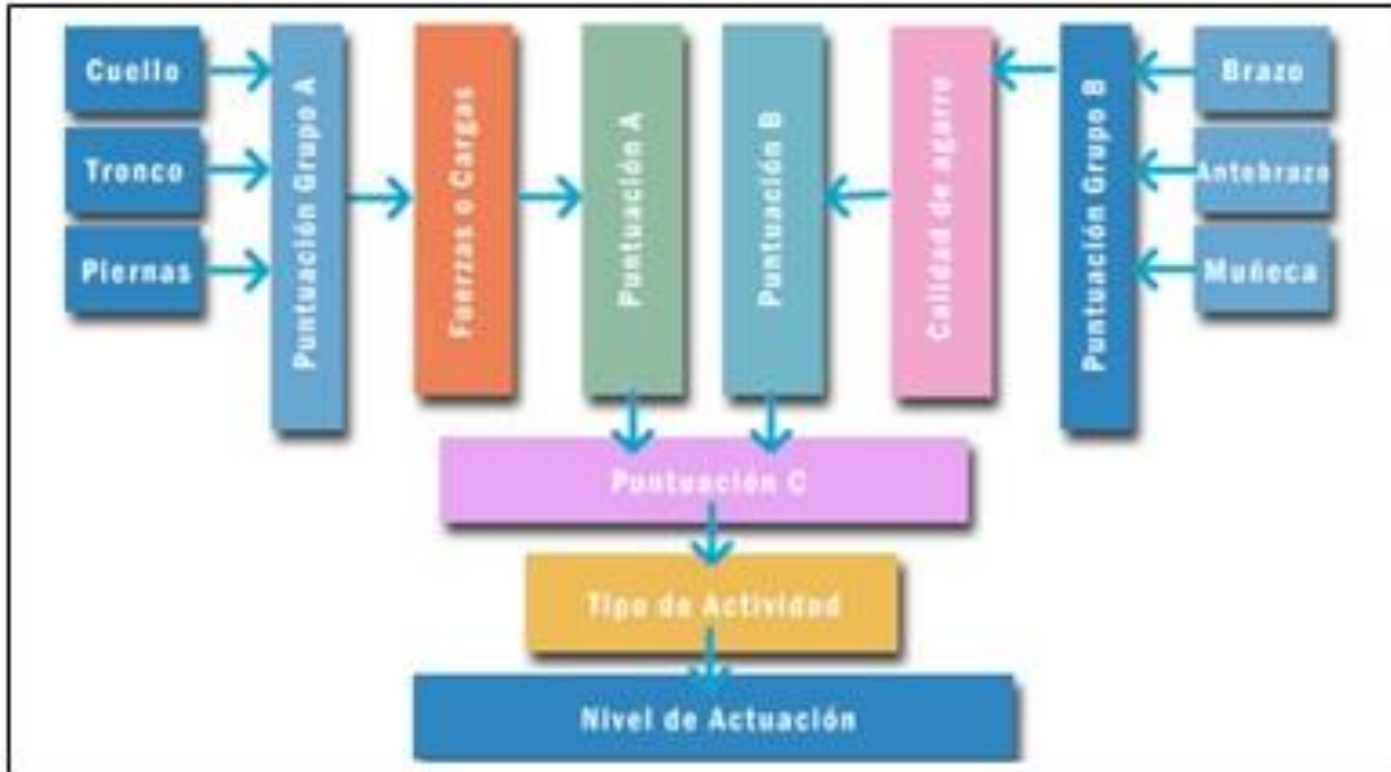 Cuello
Tronco
Piernas
Puntuación Grupo A
Fuerzas o Cargas
Puntuación A
Puntuación B
Calidad de agarre
Puntuación Grupo B
Brazo
Antebrazo
Muñeca
Puntuación C
Tipo de Actividad
Nivel de Actuación